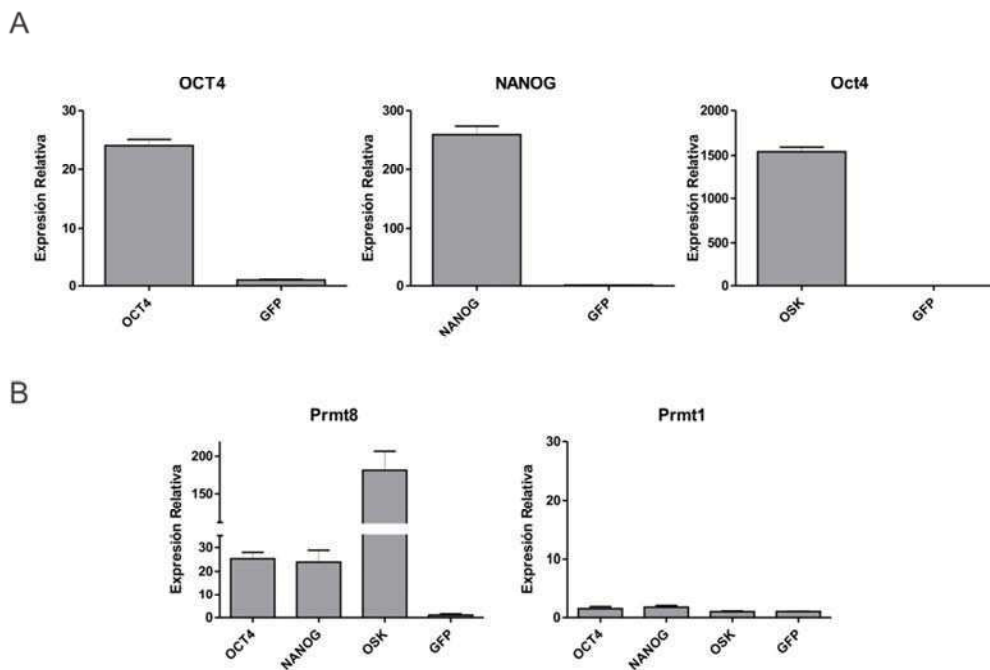 A
OCT4
Expresión Relativa
30
20
10
0
OCT4
GFP
NANOG
Expresión Relativa
300
200
100
0
NANOG
GFP
Oct4
Expresión Relativa
2000
1500
1000
500
0
OSK
GFP
B
Prmt8
Expresión Relativa
200
150
30
20
10
0
OCT4
NANOG
OSK
GFP
Prmt1
Expresión Relativa
30
20
10
0
OCT4
NANOG
OSK
GFP